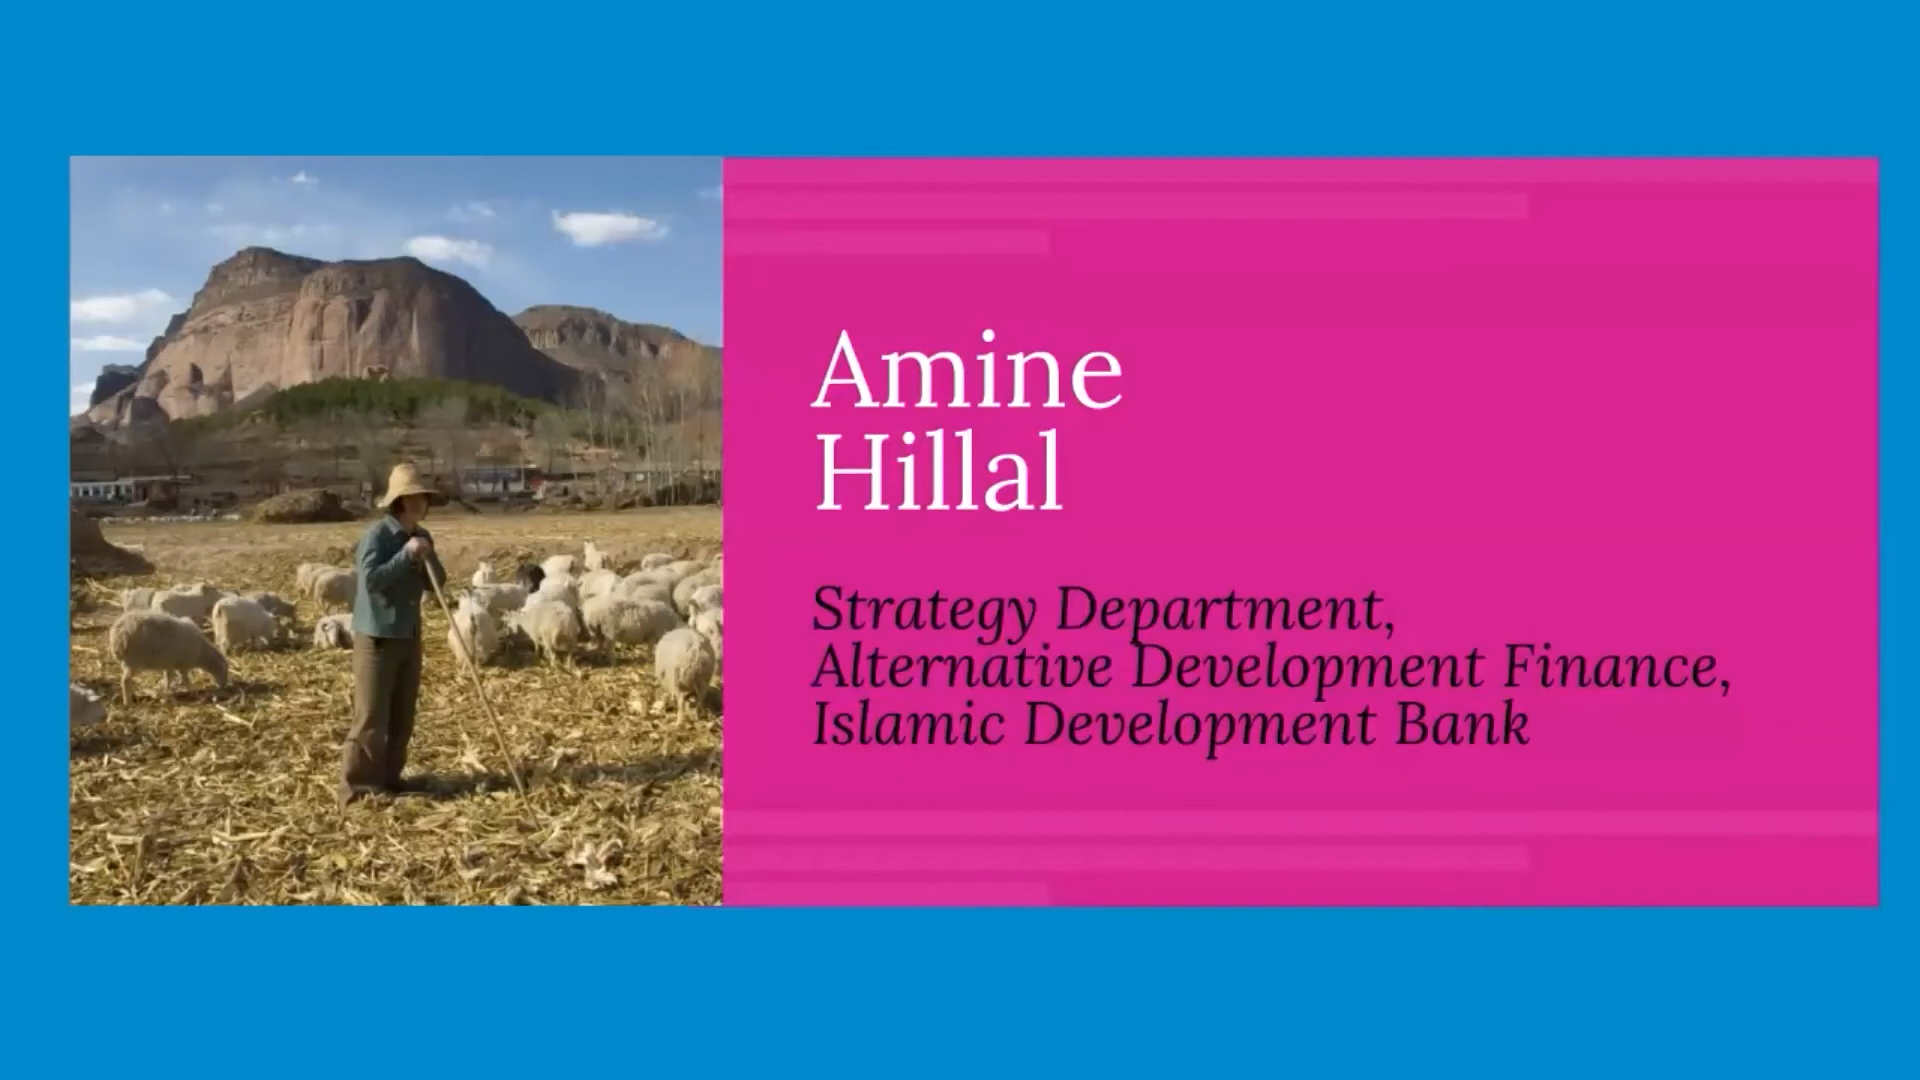 Amine
Hillal
Strategy Department,
Alternative Development Finance,
Islamic Development Bank